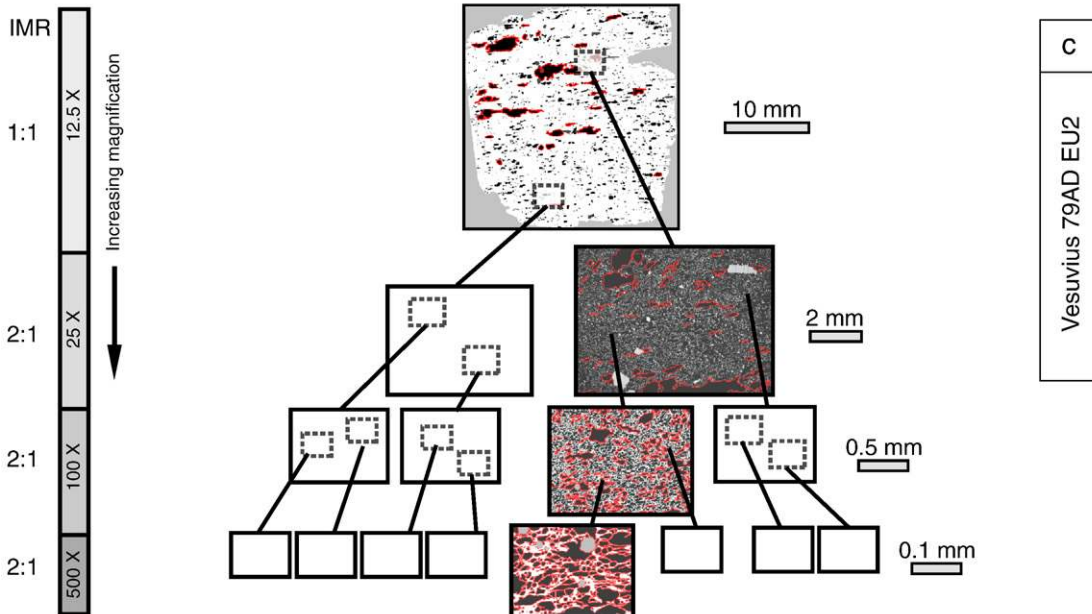 IMR
12.5 X
1:1
Increasing magnification
10 mm
C
Vesuvius 79AD EU2
25 X
2:1
2 mm
100 X
2:1
0.5 mm
500 X
2:1
0.1 mm